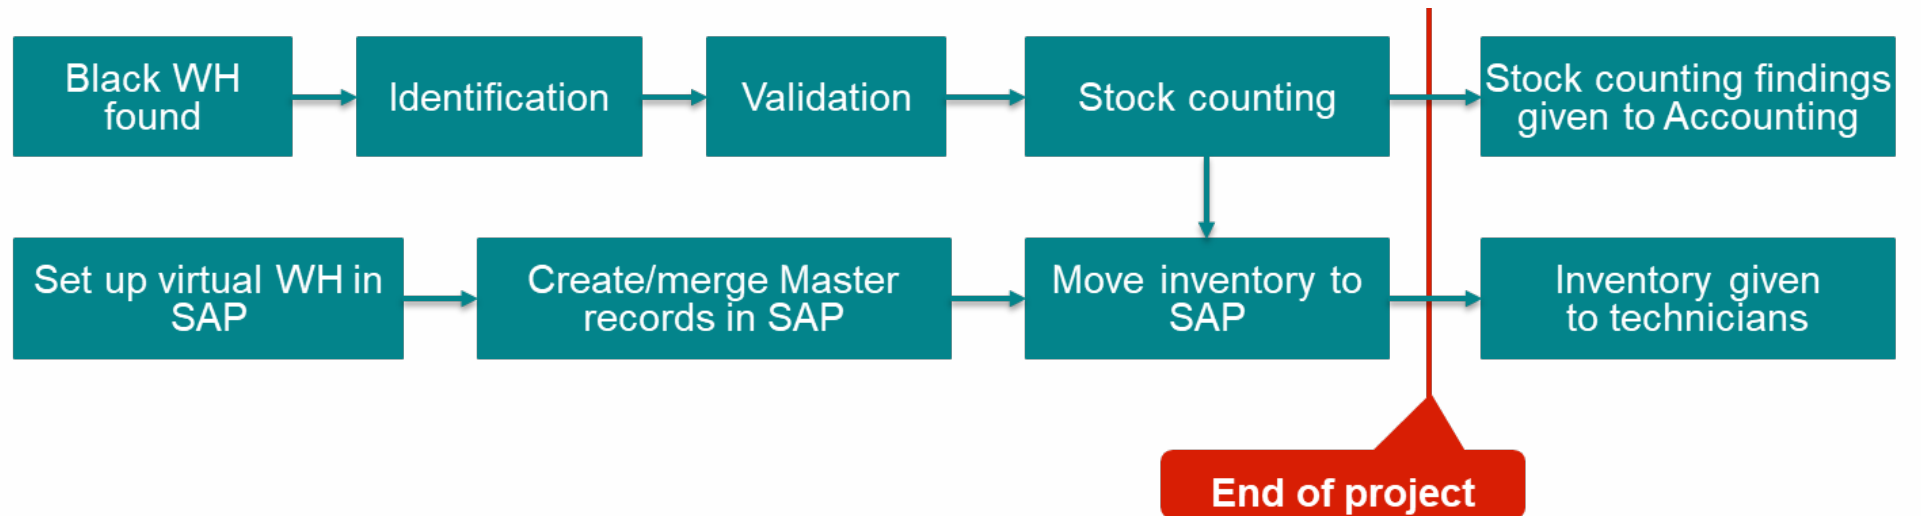 Black WH
found
Identification
Validation
Stock counting
Stock counting findings
given to Accounting
Set up virtual WH in
SAP
Create/merge Master
records in SAP
Move inventory to
SAP
Inventory given
to technicians
End of project